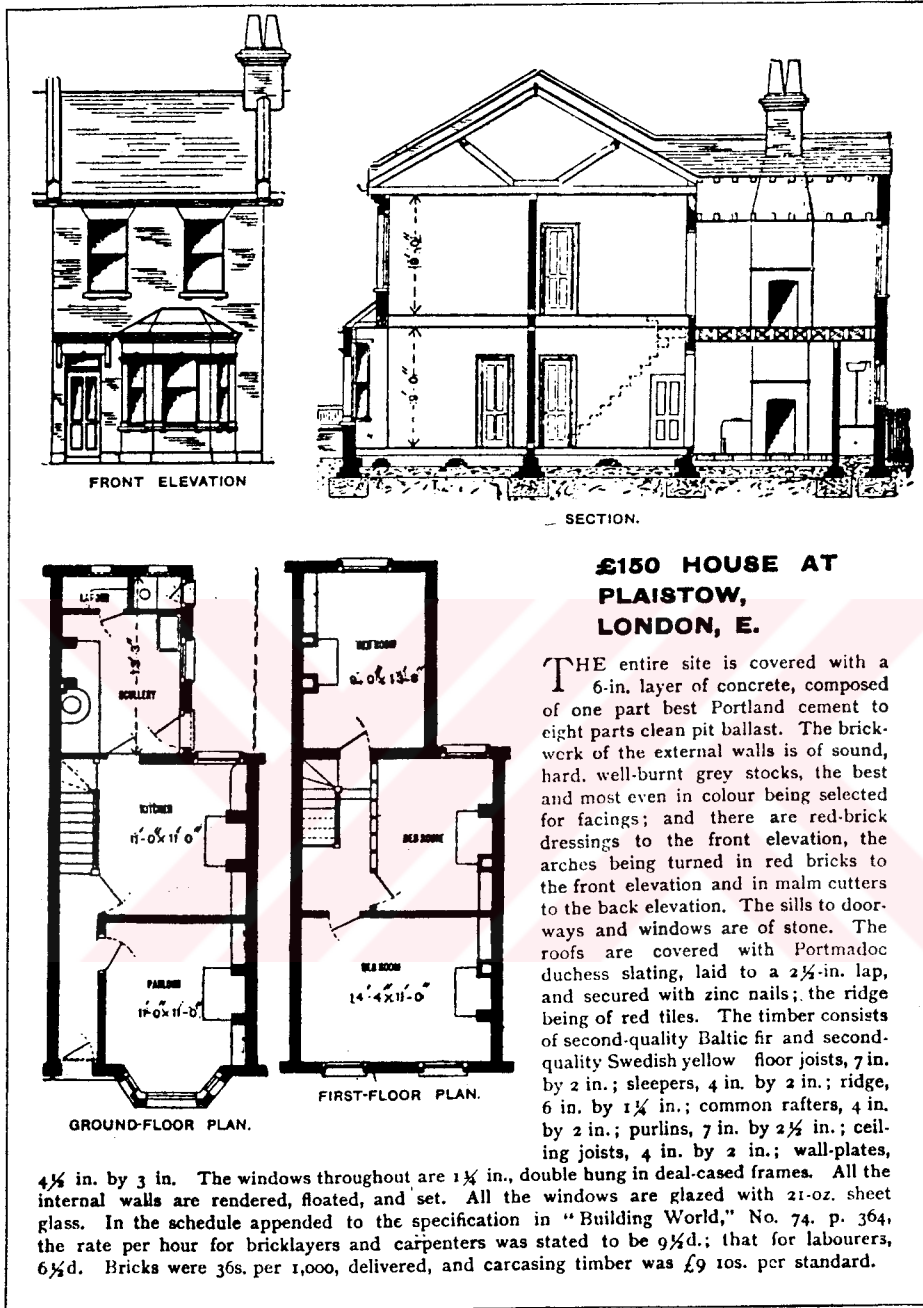 FRONT ELEVATION
SECTION.
8'.0"
9'.0"
£150 HOUSE AT
PLAISTOW,
LONDON, E.
LARDER
SCULLERY
13'.3"
KITCHEN
11'-0"x11'0"
PARLOUR
11'-0x11'-0"
GROUND-FLOOR PLAN.
BED ROOM
BED ROOM
BED ROOM
14'-4"x11'-0"
FIRST-FLOOR PLAN.
THE entire site is covered with a
6-in. layer of concrete, composed
of one part best Portland cement to
eight parts clean pit ballast. The brick-
work of the external walls is of sound,
hard. well-burnt grey stocks, the best
and most even in colour being selected
for facings; and there are red-brick
dressings to the front elevation, the
arches being turned in red bricks to
the front elevation and in malm cutters
to the back elevation. The sills to door-
ways and windows are of stone. The
roofs are covered with Portmadoc
duchess slating, laid to a 2½-in. lap,
and secured with zinc nails; the ridge
being of red tiles. The timber consists
of second-quality Baltic fir and second-
quality Swedish yellow floor joists, 7 in.
by 2 in.; sleepers, 4 in. by 2 in.; ridge,
6 in. by 1¼ in.; common rafters, 4 in.
by 2 in.; purlins, 7 in. by 2½ in.; ceil-
ing joists, 4 in. by 2 in.; wall-plates,
4½ in. by 3 in. The windows throughout are 1¾ in., double hung in deal-cased frames. All the
internal walls are rendered, floated, and set. All the windows are glazed with 21-oz. sheet
glass. In the schedule appended to the specification in "Building World," No. 74. p. 364,
the rate per hour for bricklayers and carpenters was stated to be 9½d.; that for labourers,
6½d. Bricks were 36s. per 1,000, delivered, and carcasing timber was £9 10s. per standard.